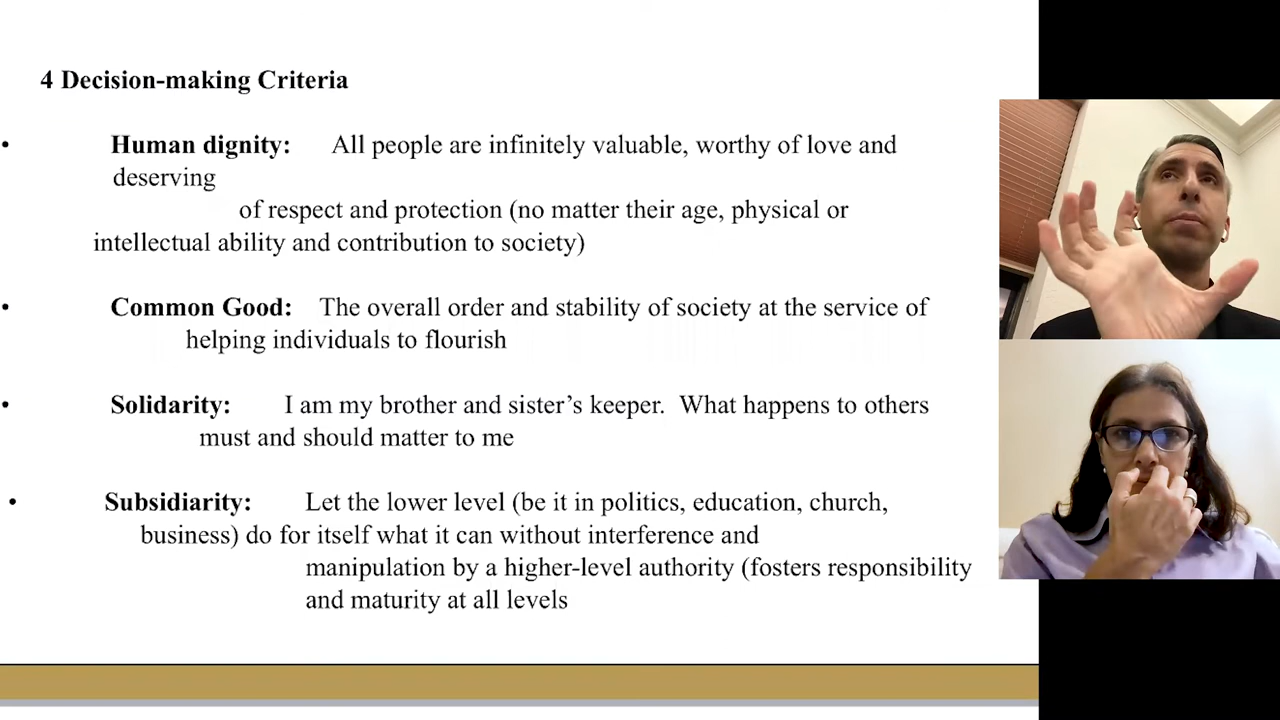 4 Decision-making Criteria
• Human dignity: All people are infinitely valuable, worthy of love and
deserving
of respect and protection (no matter their age, physical or
intellectual ability and contribution to society)
• Common Good: The overall order and stability of society at the service of
helping individuals to flourish
• Solidarity: I am my brother and sister’s keeper. What happens to others
must and should matter to me
• Subsidiarity: Let the lower level (be it in politics, education, church,
business) do for itself what it can without interference and
manipulation by a higher-level authority (fosters responsibility
and maturity at all levels